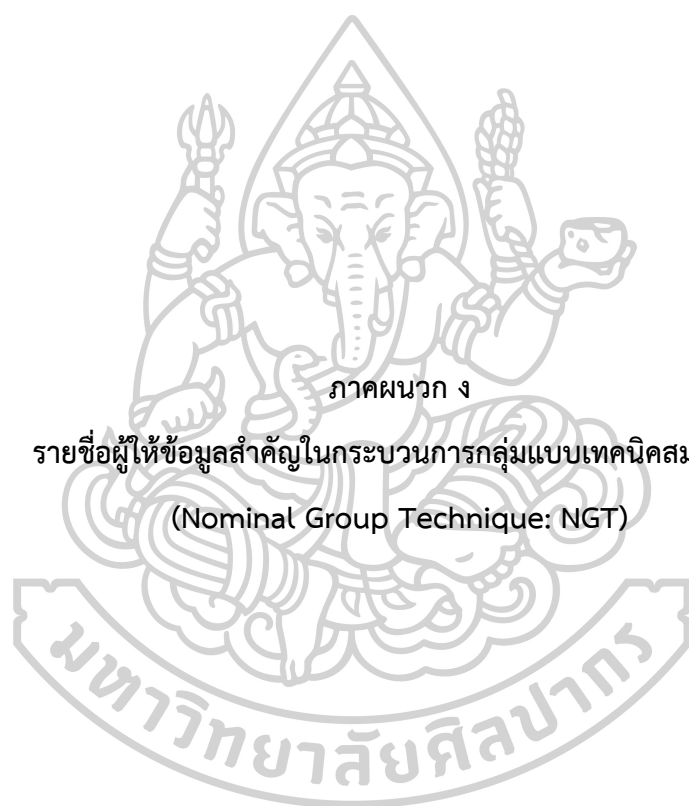 ภาคผนวก ง
รายชื่อผู้ให้ข้อมูลสำคัญในกระบวนการกลุ่มแบบเทคนิคสม
(Nominal Group Technique: NGT)
มหาวิทยาลัยศิลปากร